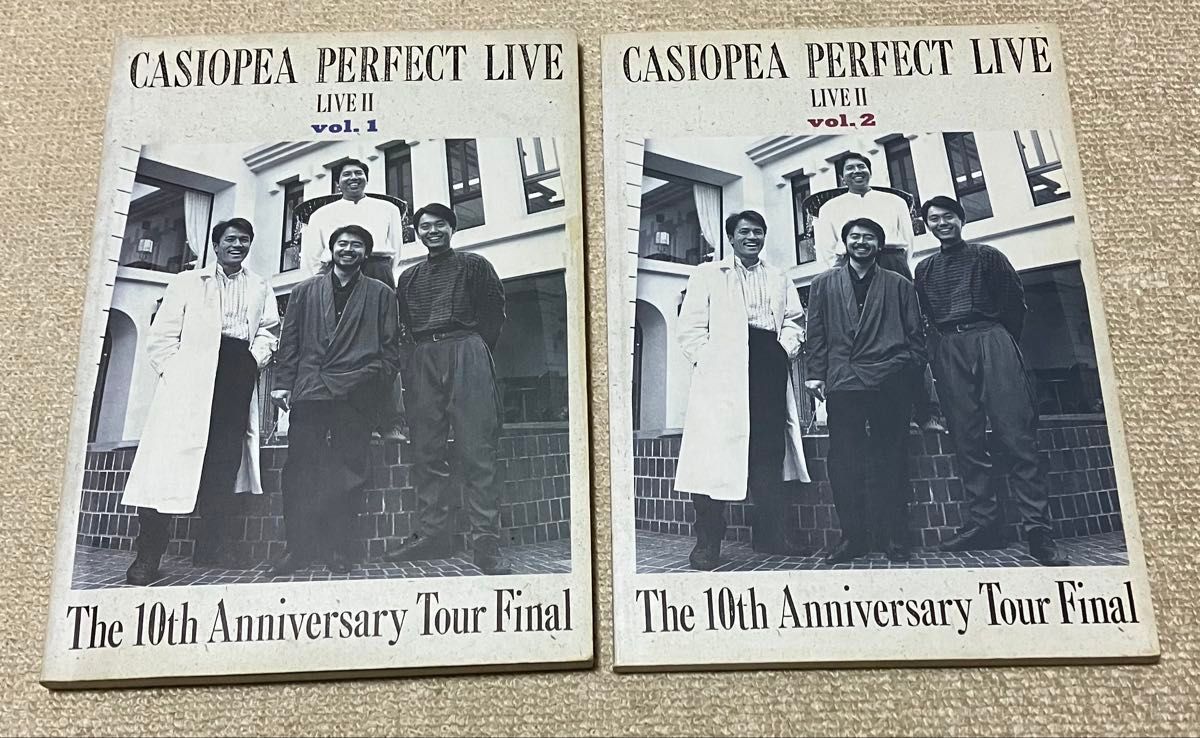 CASIOPEA PERFECT LIVE
LIVE II
vol. 1
The 10th Anniversary Tour Final
CASIOPEA PERFECT LIVE
LIVE II
vol. 2
The 10th Anniversary Tour Final